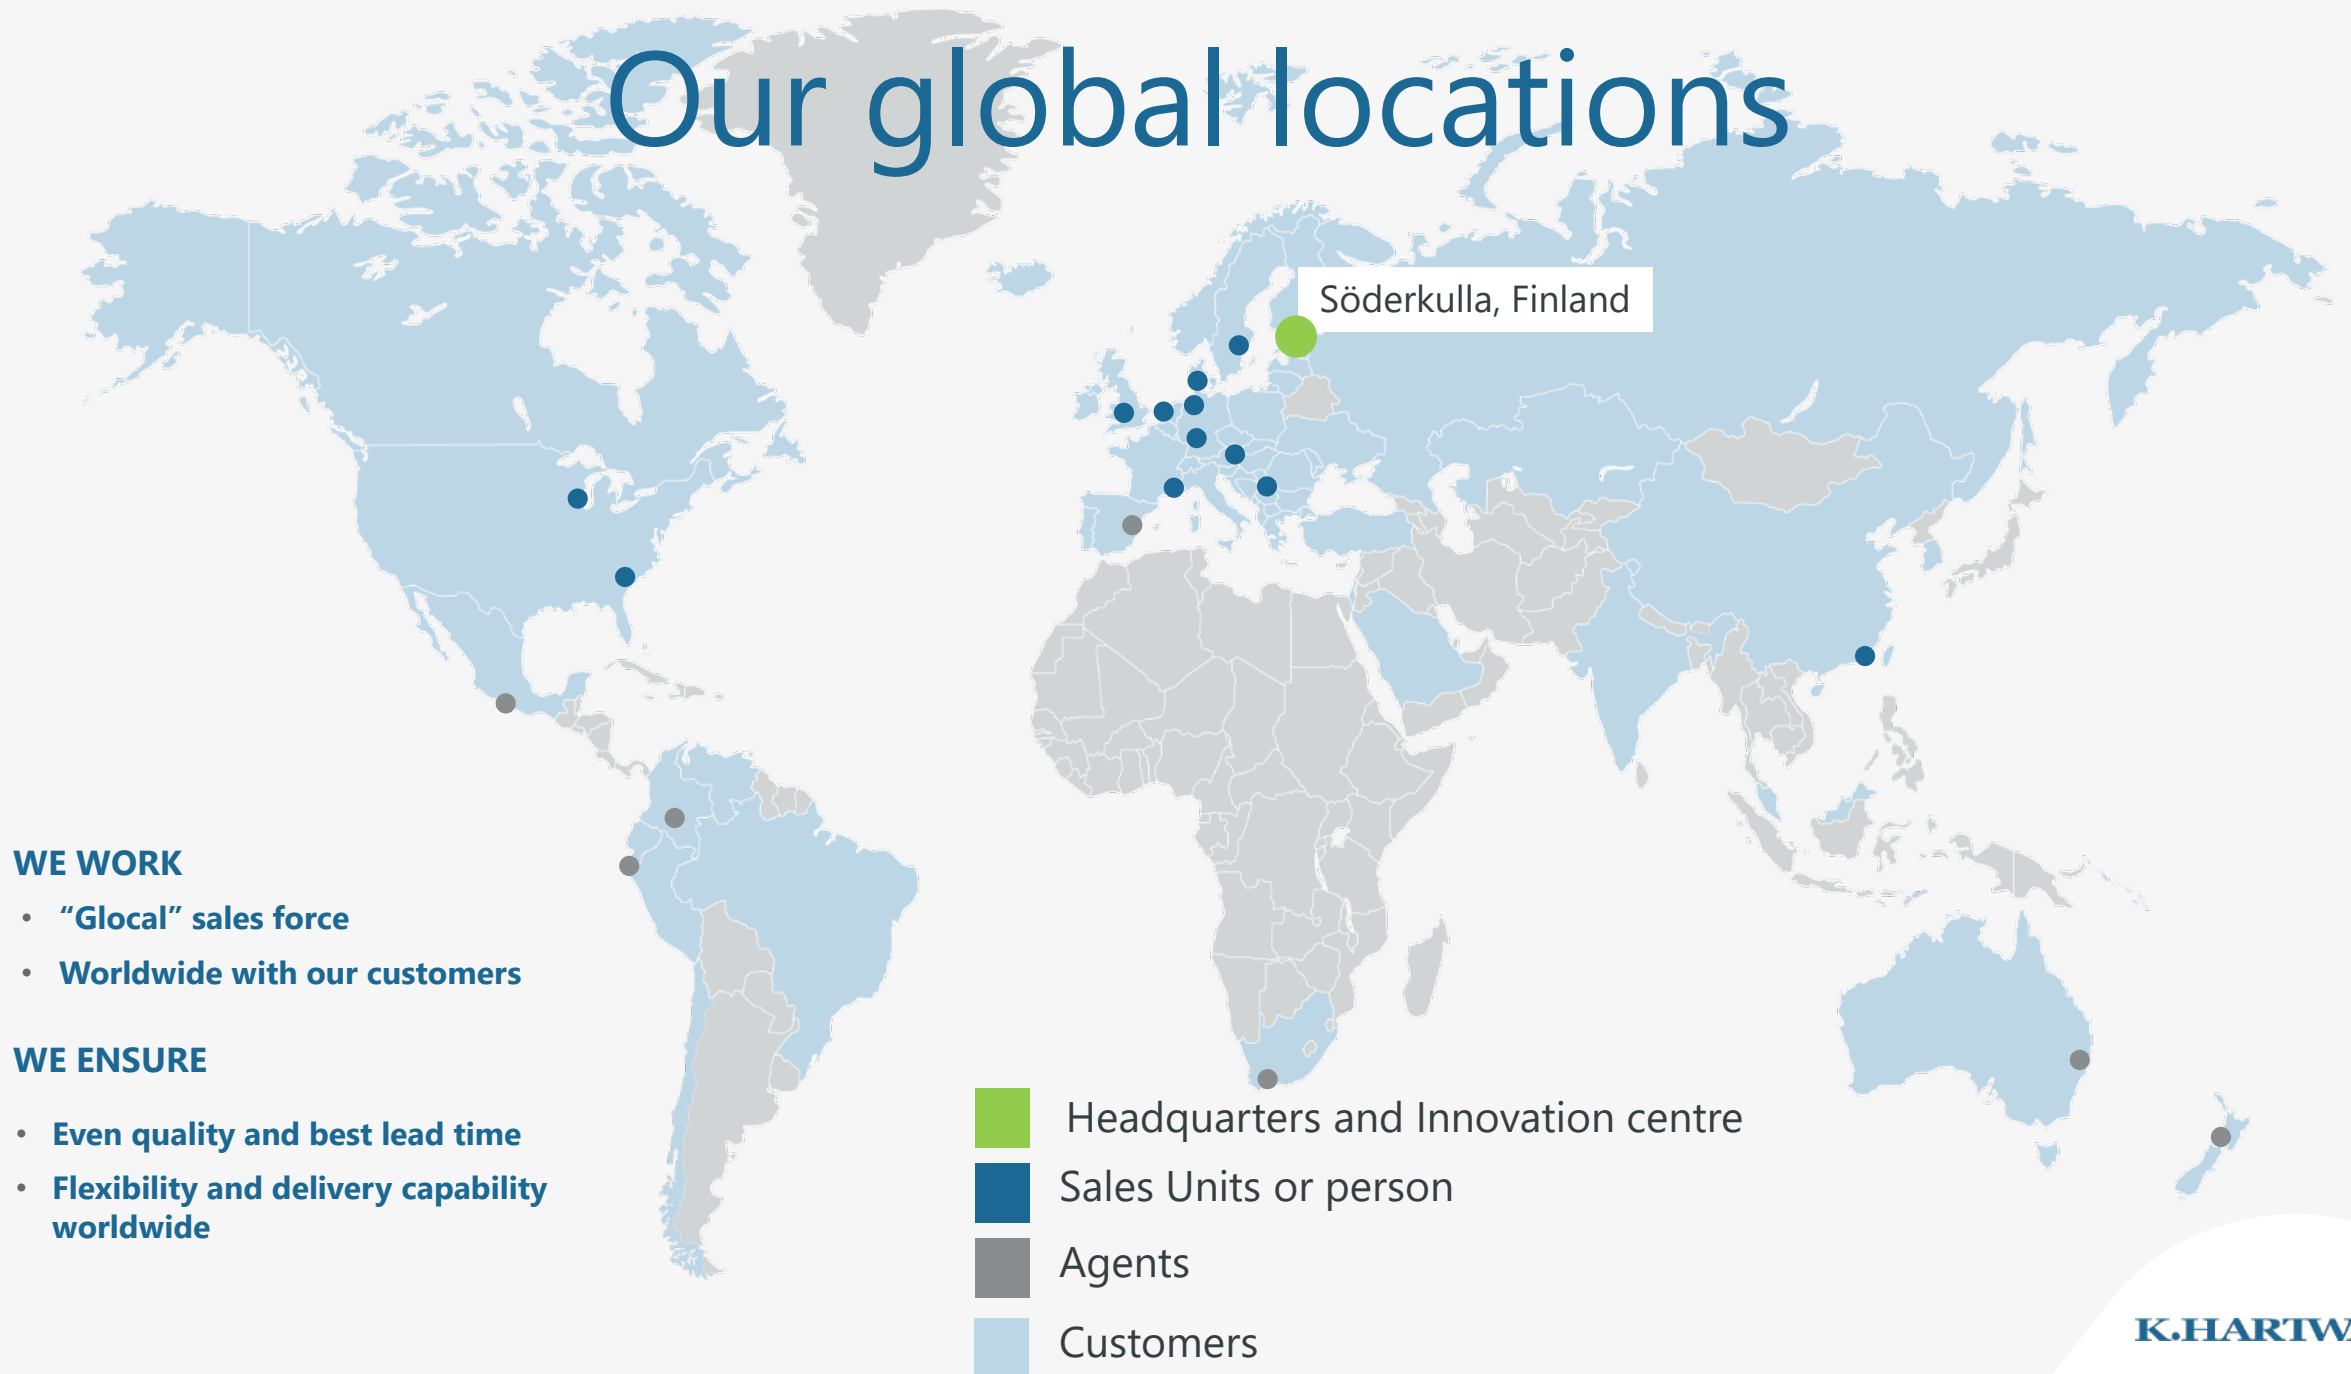 Our global locations
Söderkulla, Finland
WE WORK
• “Glocal” sales force
• Worldwide with our customers
WE ENSURE
• Even quality and best lead time
• Flexibility and delivery capability
worldwide
Headquarters and Innovation centre
Sales Units or person
Agents
Customers